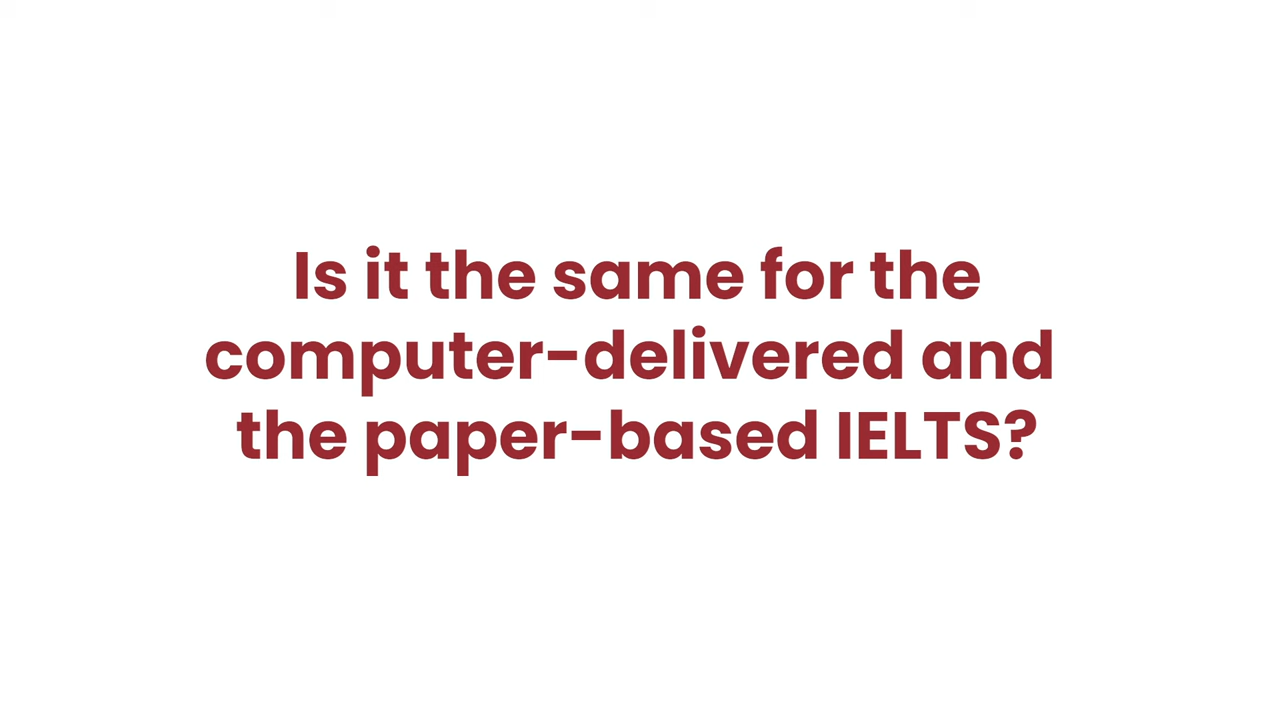 Is it the same for the
computer-delivered and
the paper-based IELTS?